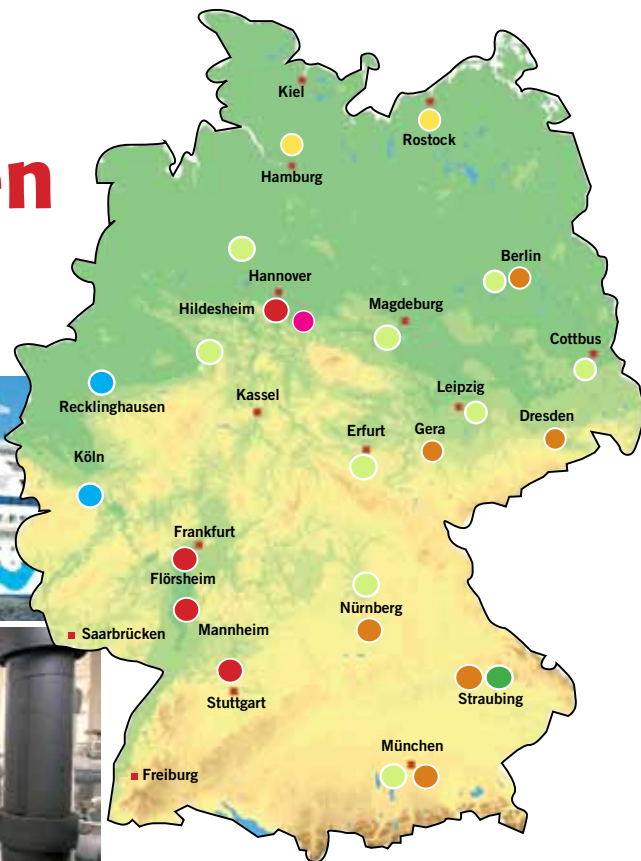 Kiel
Rostock
en
Hamburg
Berlin
Hannover
Hildesheim
Magdeburg
Cottbus
Kassel
Leipzig
Recklinghausen
Gera
Dresden
Erfurt
Köln
Frankfurt
Flörsheim
Nürnberg
Mannheim
Saarbrücken
Stuttgart
Straubing
München
Freiburg